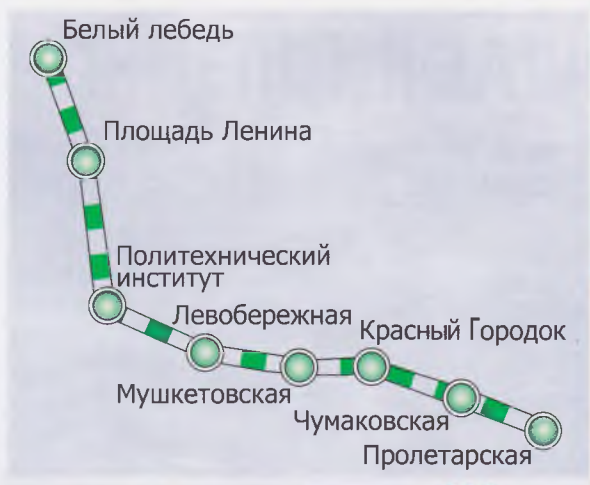 Белый лебедь
Площадь Ленина
Политехнический
институт
Левобережная
Красный Городок
Мушкетовская
Чумаковская
Пролетарская